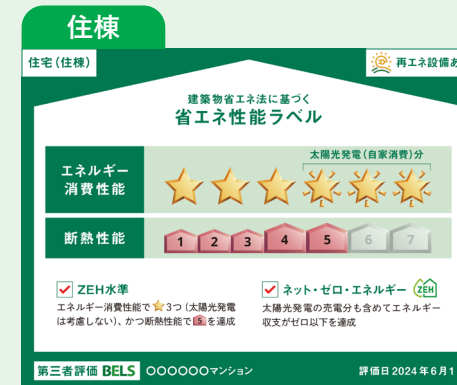 住棟
住宅(住棟)
再エネ設備あ
建築物省エネ法に基づく
省エネ性能ラベル
太陽光発電(自家消費)分
エネルギー
消費性能
断熱性能
1 2 3 4 5 6 7
ZEH水準
エネルギー消費性能で⭐3つ(太陽光発電
は考慮しない)、かつ断熱性能で5を達成
ネット・ゼロ・エネルギー ZEH
太陽光発電の売電分も含めてエネルギー
収支がゼロ以下を達成
第三者評価 BELS 〇〇〇〇〇〇マンション
評価日2024年6月1